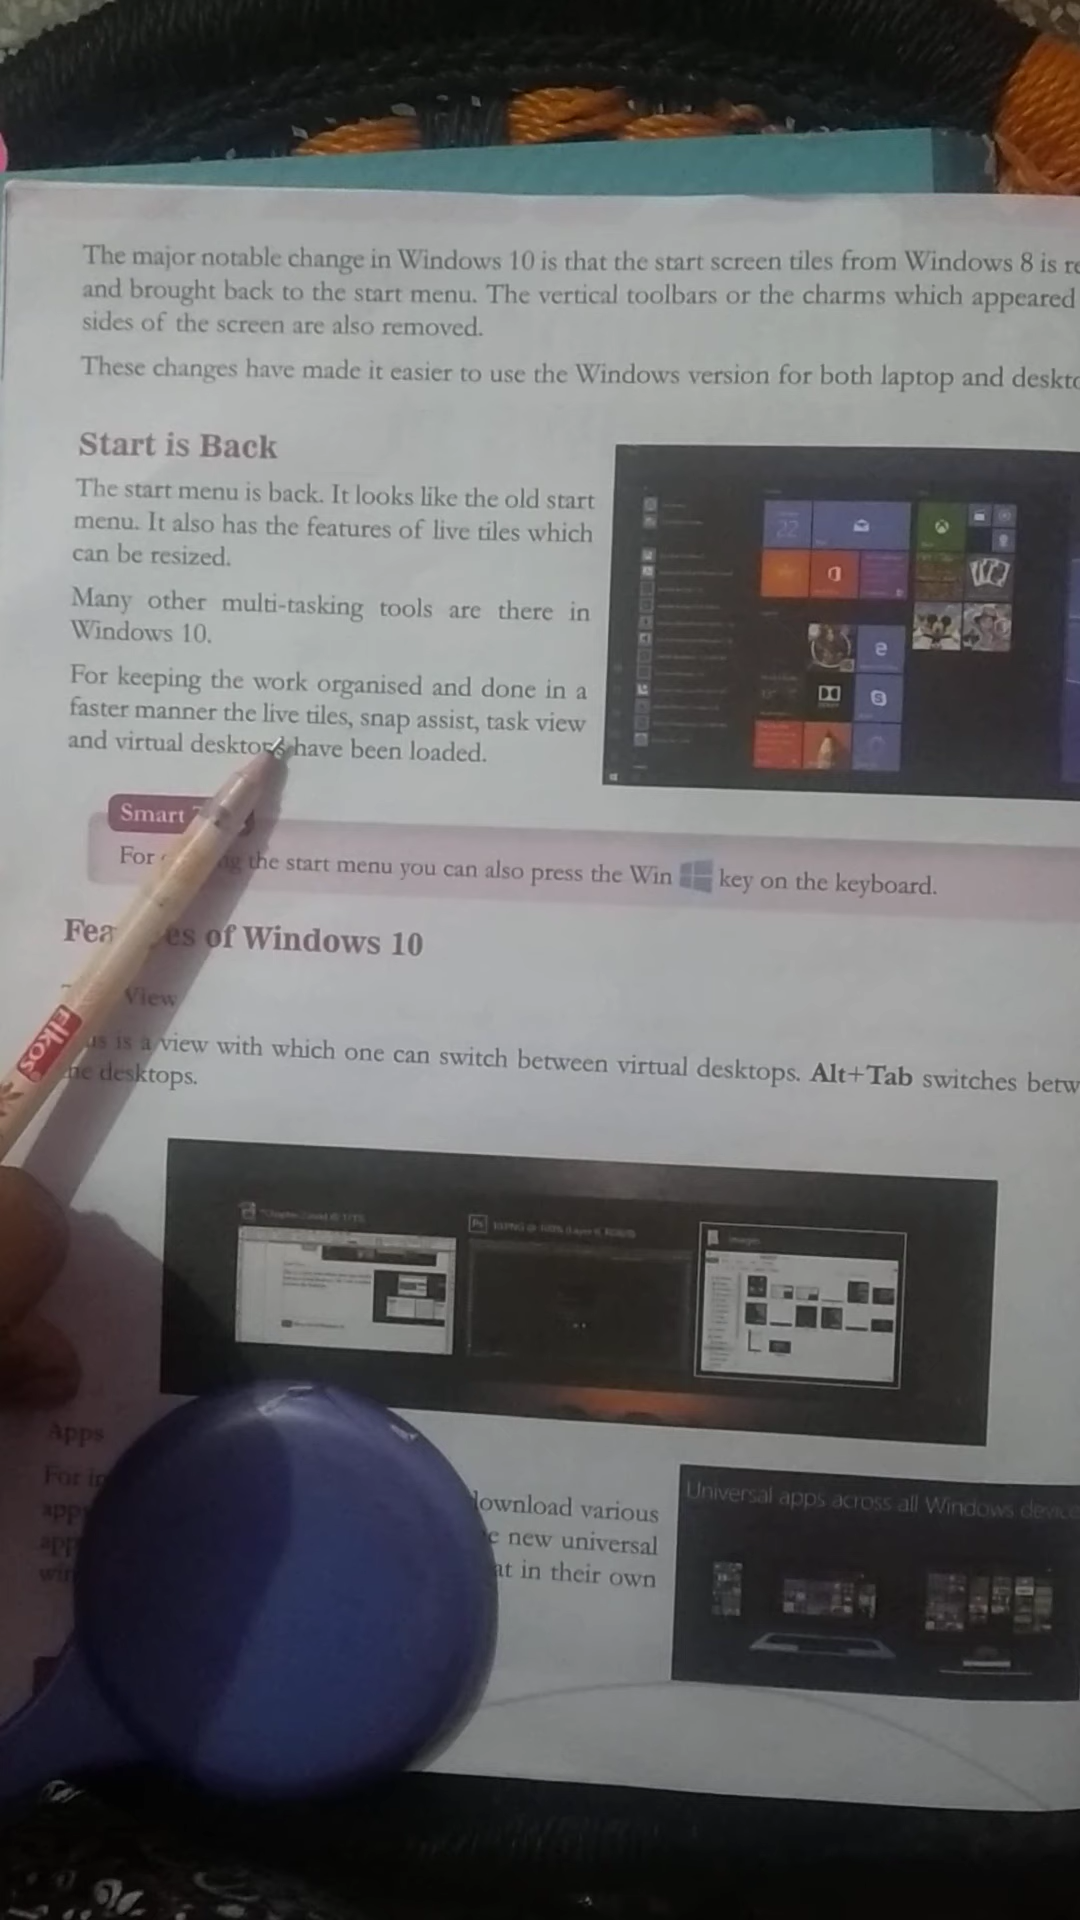 The major notable change in Windows 10 is that the start screen tiles from Windows 8 is
and brought back to the start menu. The vertical toolbars or the charms which appeared
sides of the screen are also removed.
These changes have made it easier to use the Windows version for both laptop and
Start is Back
The start menu is back. It looks like the old start
menu. It also has the features of live tiles which
can be resized.
Many other multi-tasking tools are there in
Windows 10.
For keeping the work organised and done in a
faster manner the live tiles, snap assist, task view
and virtual desktops have been loaded.
22
Smart
For the start menu you can also press the Win key on the keyboard.
of Windows 10
View
is a view with which one can switch between virtual desktops. Alt+Tab switches
desktops.
Elkos
Ps
Images
Apps
For
various
new universal
in their own
Universal apps across all Windows